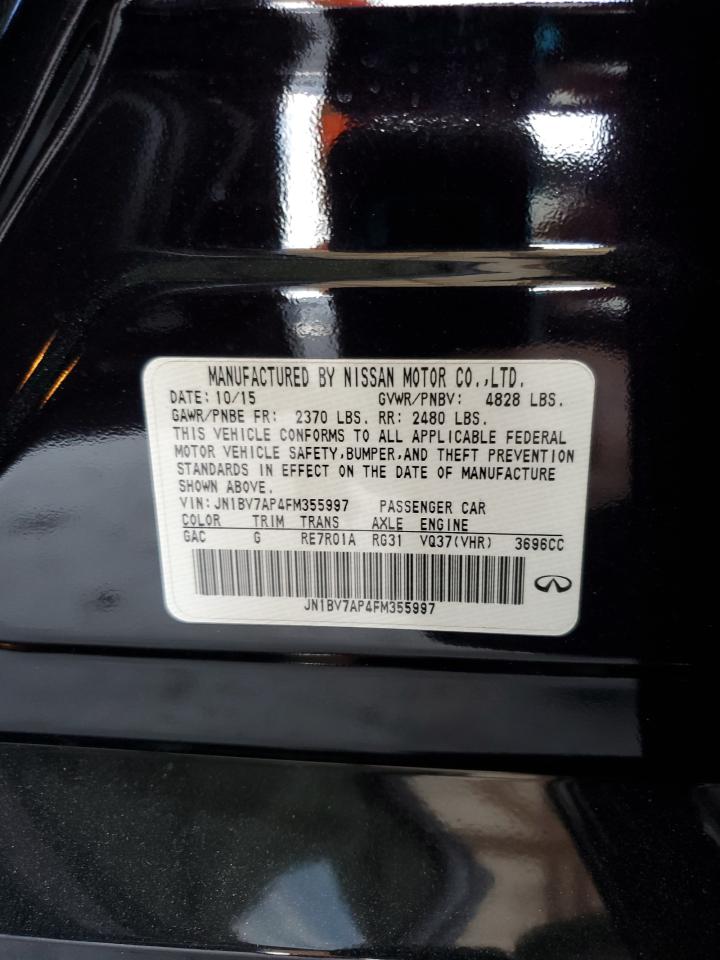 MANUFACTURED BY NISSAN MOTOR CO.,LTD.
DATE: 10/15 GVWR/PNBV: 4828 LBS.
GAWR/PNBE FR: 2370 LBS. RR: 2480 LBS.
THIS VEHICLE CONFORMS TO ALL APPLICABLE FEDERAL
MOTOR VEHICLE SAFETY,BUMPER,AND THEFT PREVENTION
STANDARDS IN EFFECT ON THE DATE OF MANUFACTURE
SHOWN ABOVE.
VIN:JN1BV7AP4FM355997 PASSENGER CAR
COLOR TRIM TRANS AXLE ENGINE
GAC G RE7R01A RG31 VQ37(VHR) 3696CC
JN1BV7AP4FM355997